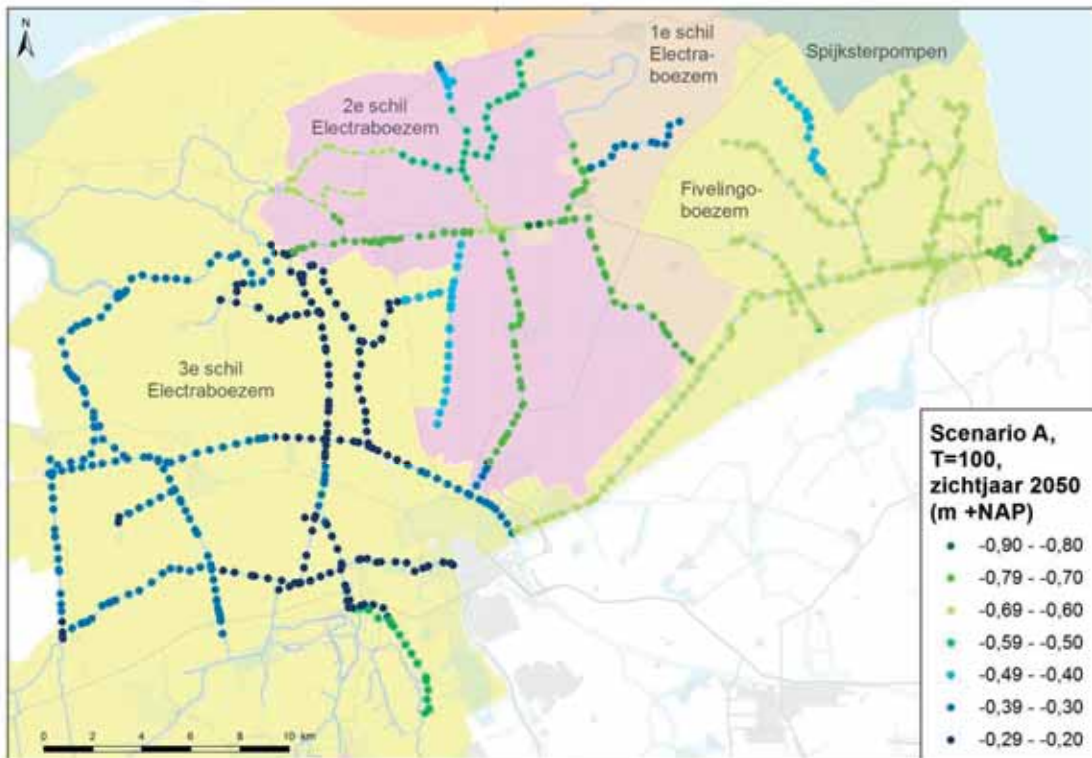 N
1e schil
Electra-
boezem
Spijksterpompen
2e schil
Electraboezem
Fivelingo-
boezem
3e schil
Electraboezem
Scenario A,
T=100,
zichtjaar 2050
(m +NAP)
-0,90 - -0,80
-0,79 - -0,70
-0,69 - -0,60
-0,59 - -0,50
-0,49 - -0,40
-0,39 - -0,30
-0,29 - -0,20
0 2 4 6 8 10 km